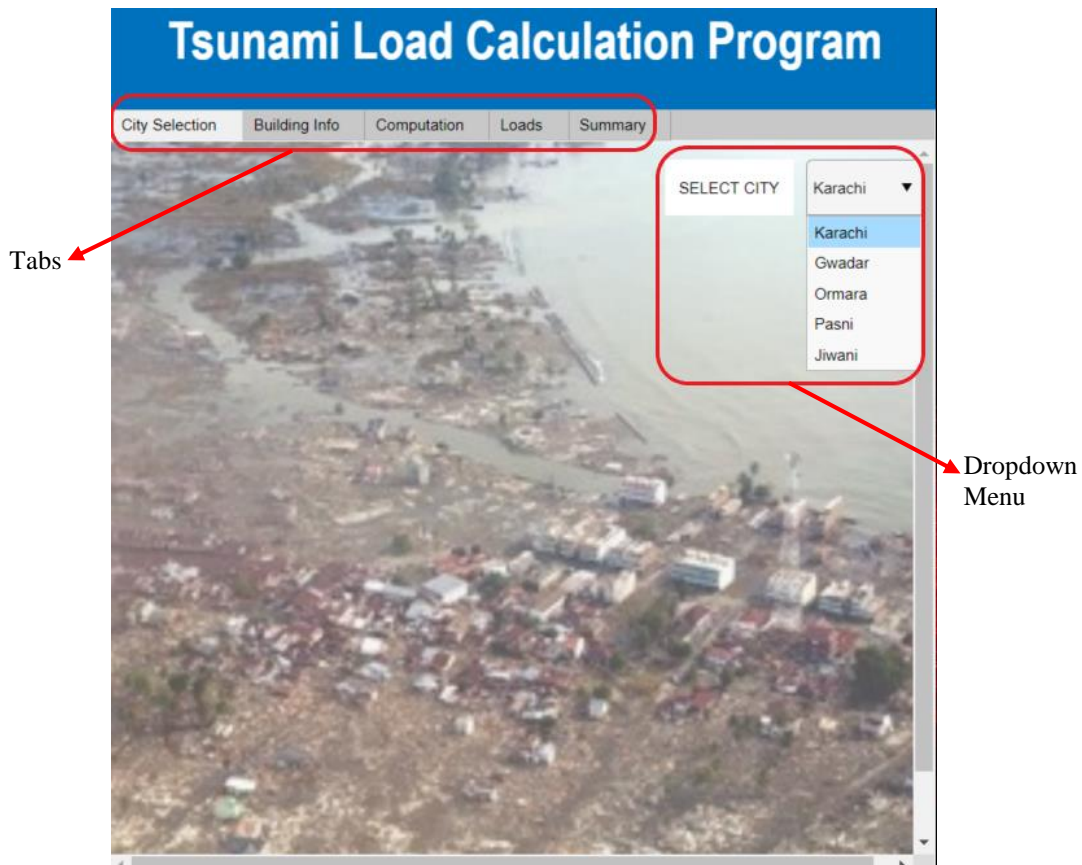 Tsunami Load Calculation Program
City Selection Building Info Computation Loads Summary
SELECT CITY Karachi
Karachi
Gwadar
Ormara
Pasni
Jiwani
Tabs
Dropdown
Menu